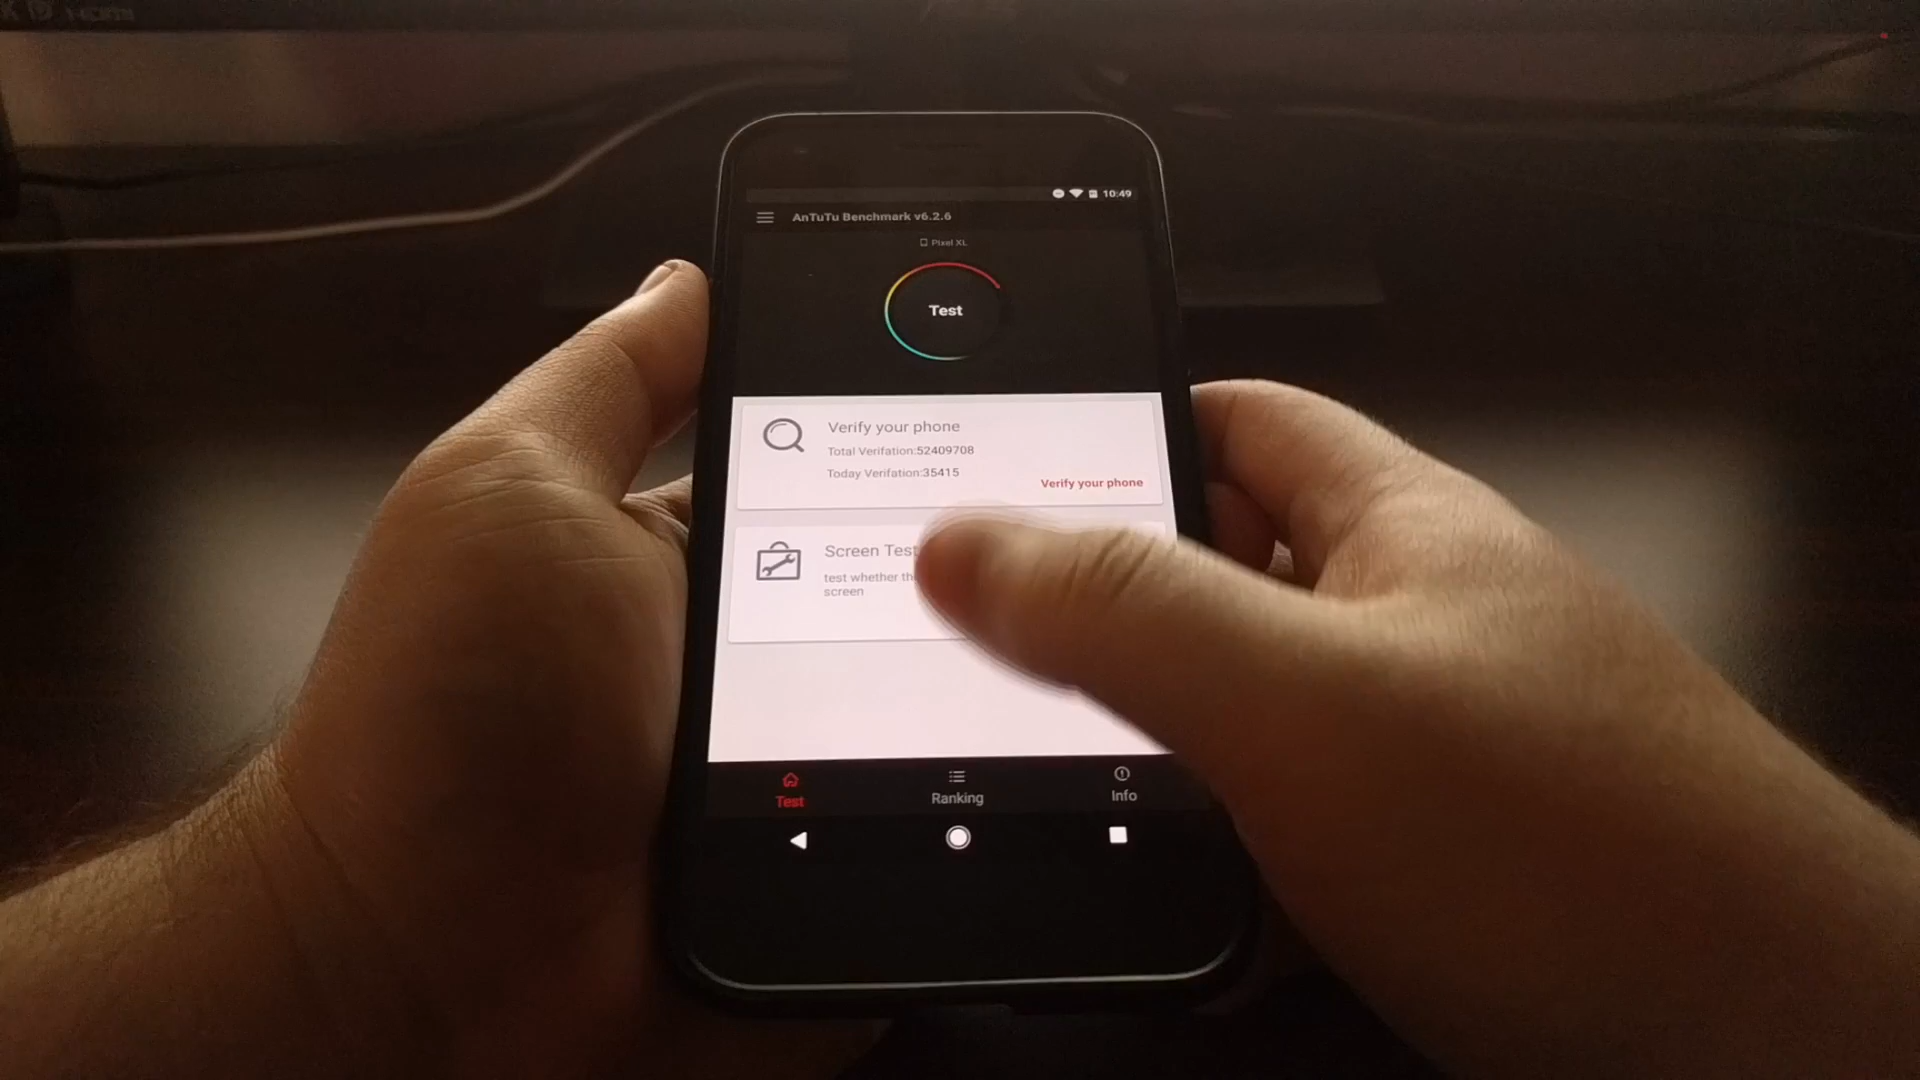 HDMI
10:49
AnTuTu Benchmark v6.2.6
Pixel XL
Test
Verify your phone
Total Verifation:52409708
Today Verifation:35415
Verify your phone
Screen Test
test whether th
screen
Test
Ranking
Info